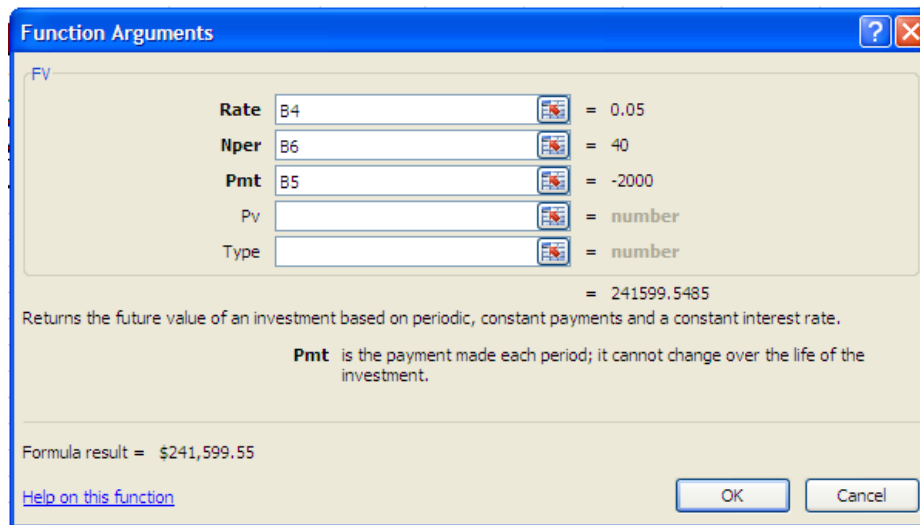 Function Arguments
FV
Rate B4 = 0.05
Nper B6 = 40
Pmt B5 = -2000
Pv = number
Type = number
= 241599.5485
Returns the future value of an investment based on periodic, constant payments and a constant interest rate.
Pmt is the payment made each period; it cannot change over the life of the
investment.
Formula result = $241,599.55
Help on this function OK Cancel